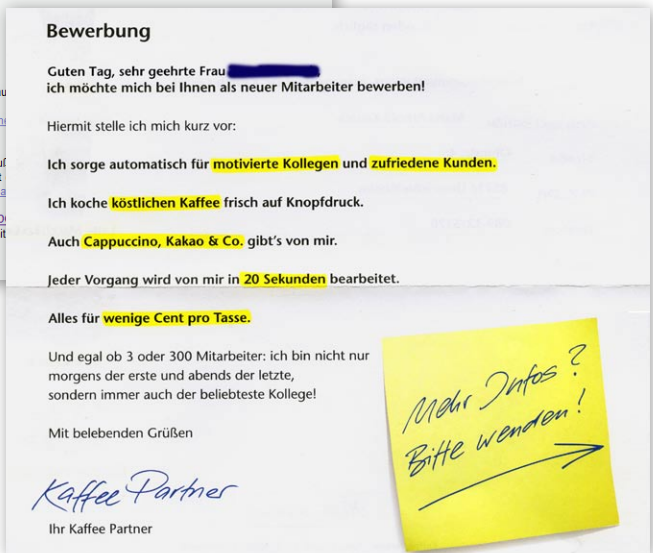 Bewerbung
Guten Tag, sehr geehrte Frau
ich möchte mich bei Ihnen als neuer Mitarbeiter bewerben!
Hiermit stelle ich mich kurz vor:
Ich sorge automatisch für motivierte Kollegen und zufriedene Kunden.
Ich koche köstlichen Kaffee frisch auf Knopfdruck.
Auch Cappuccino, Kakao & Co. gibt's von mir.
Jeder Vorgang wird von mir in 20 Sekunden bearbeitet.
Alles für wenige Cent pro Tasse.
Und egal ob 3 oder 300 Mitarbeiter: ich bin nicht nur
morgens der erste und abends der letzte,
sondern immer auch der beliebteste Kollege!
Mit belebenden Grüßen
Kaffee Partner
Ihr Kaffee Partner
Mehr Infos?
Bitte wenden!